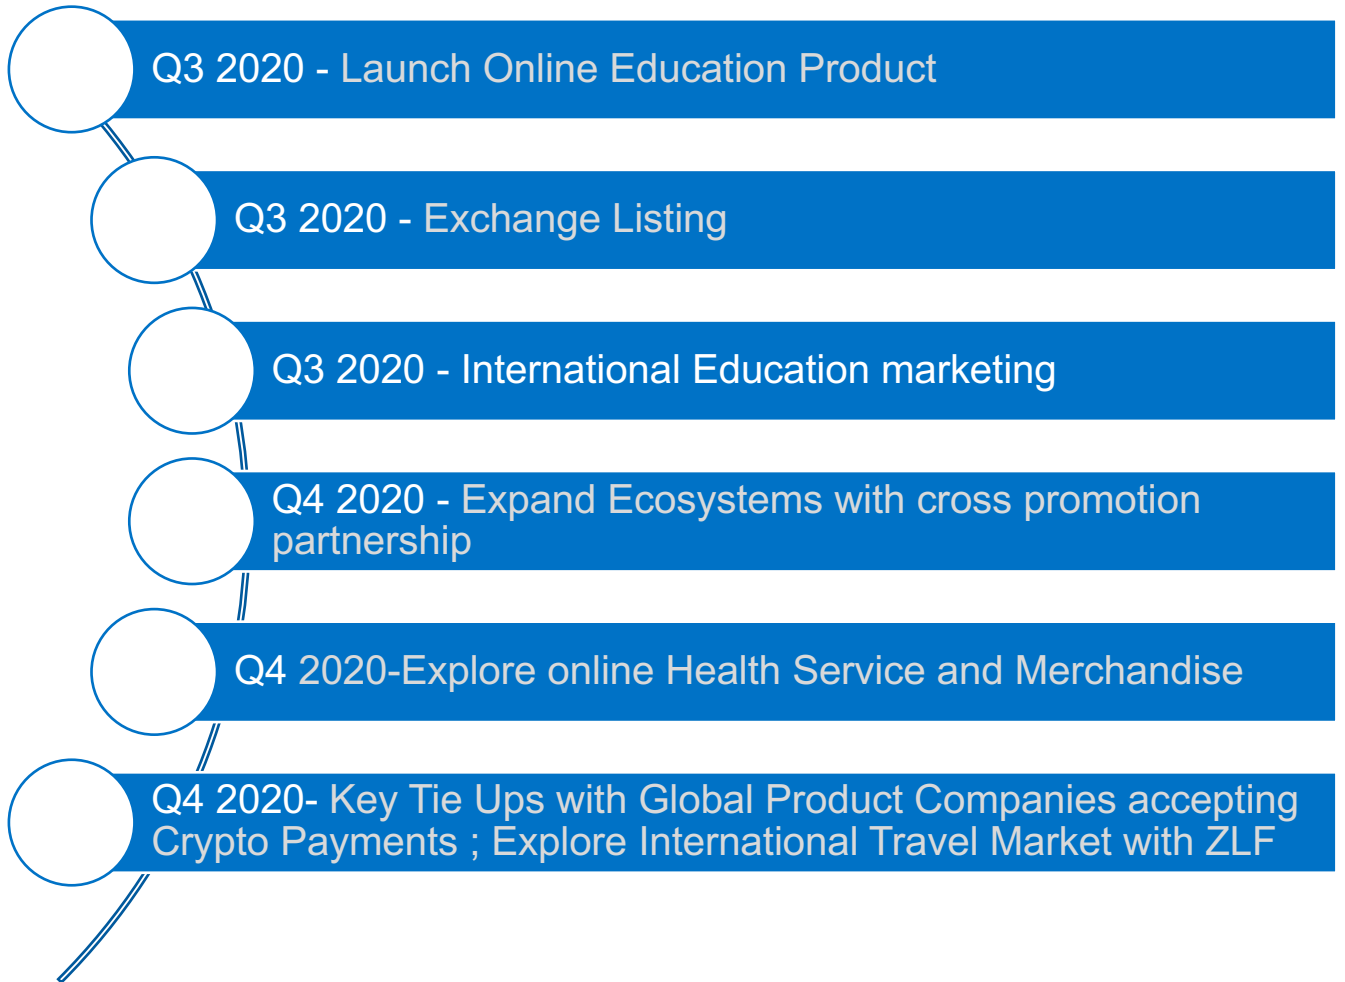 Q3 2020 - Launch Online Education Product
Q3 2020 - Exchange Listing
Q3 2020 - International Education marketing
Q4 2020 - Expand Ecosystems with cross promotion
partnership
Q4 2020-Explore online Health Service and Merchandise
Q4 2020- Key Tie Ups with Global Product Companies accepting
Crypto Payments ; Explore International Travel Market with ZLF